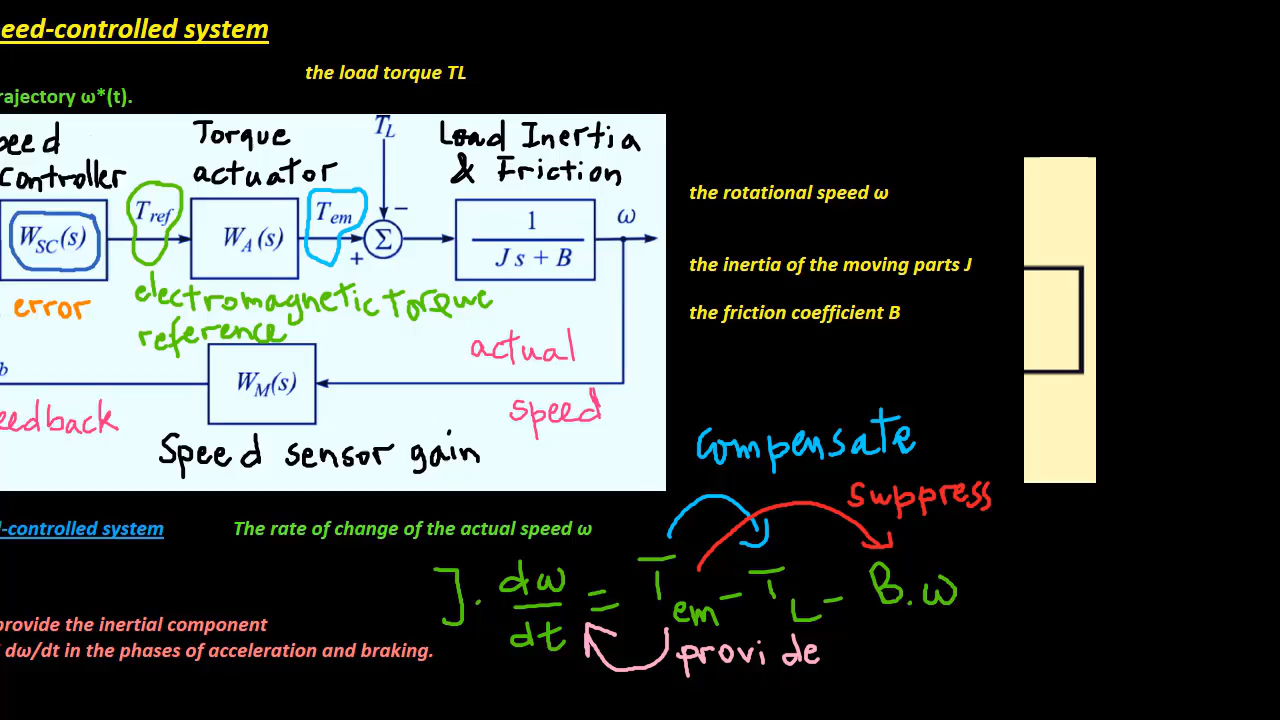 eed-controlled system
the load torque TL
rajectory ω*(t).
peed
controller
Torque
actuator
TL
Load Inertia
& Friction
WSC(s)
Tref
WA(s)
Tem
−
Σ
+
1
J s + B
ω
error
electromagnetic torque
reference
b
WM(s)
actual
speed
eedback
Speed sensor gain
the rotational speed ω
the inertia of the moving parts J
the friction coefficient B
compensate
suppress
l-controlled system
The rate of change of the actual speed ω
J. dω/dt = Tem - TL - B.ω
provide
provide the inertial component
dω/dt in the phases of acceleration and braking.